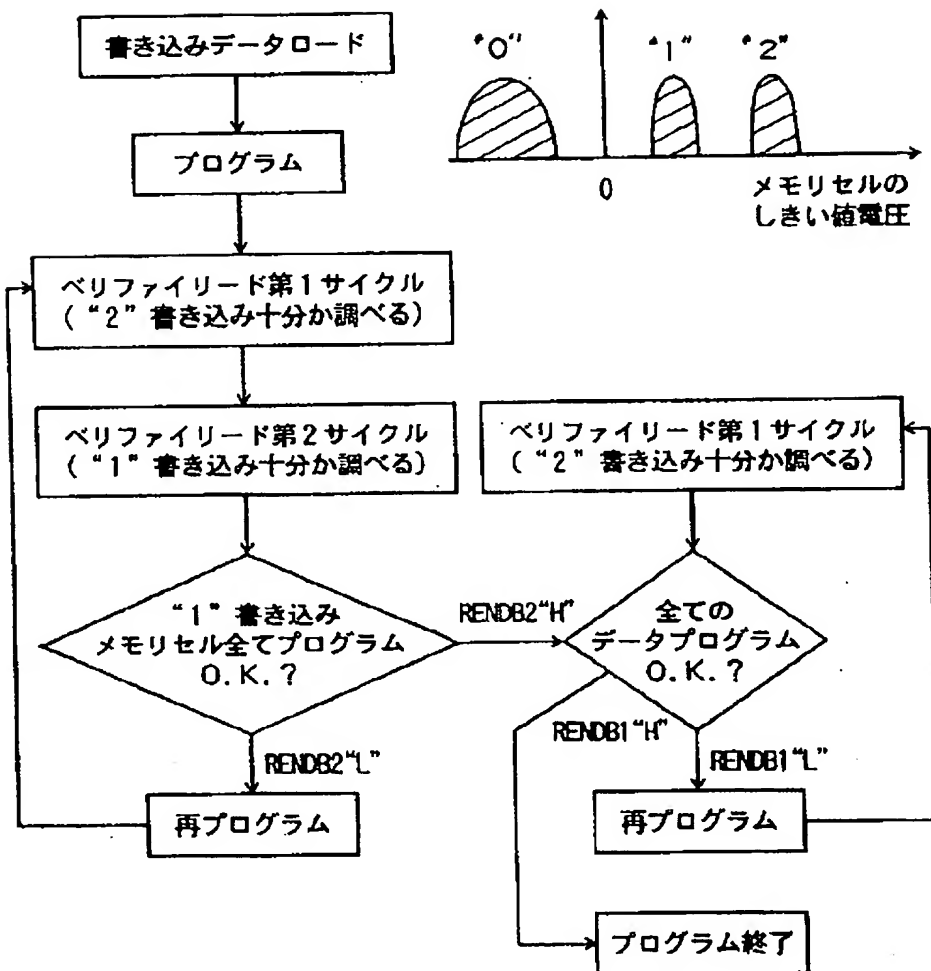 書き込みデータロード
プログラム
"0"
"1"
"2"
0
メモリセルの
しきい値電圧
ベリファイリード第1サイクル
("2"書き込み十分か調べる)
ベリファイリード第2サイクル
("1"書き込み十分か調べる)
ベリファイリード第1サイクル
("2"書き込み十分か調べる)
"1"書き込み
メモリセル全てプログラム
O.K.?
RENDB2"H"
全ての
データプログラム
O.K.?
RENDB2"L"
RENDB1"H"
RENDB1"L"
再プログラム
再プログラム
プログラム終了